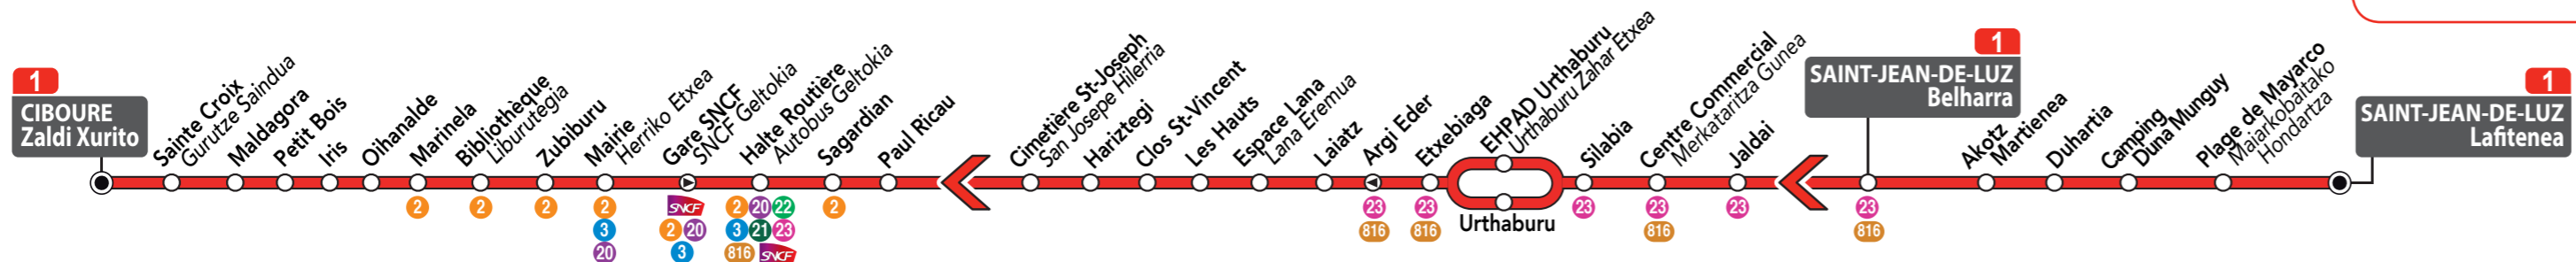 1
CIBOURE
Zaldi Xurito
Sainte Croix
Gurutze Saindua
Maldagora
Petit Bois
Iris
Oihanalde
Marinela
2
Bibliothèque
Liburutegia
2
Zubiburu
2
Mairie
Herriko Etxea
2
3
20
Gare SNCF
SNCF Geltokia
SNCF
2 20
3
Halte Routière
Autobus Geltokia
2 20 22
3 21 23
816 SNCF
Sagardian
2
Paul Ricau
Cimetière St-Joseph
San Josepe Hilerria
Hariztegi
Clos St-Vincent
Les Hauts
Espace Lana
Lana Eremua
Laiatz
Argi Eder
23
816
Etxebiaga
23
816
EHPAD Urthaburu
Urthaburu Zahar Etxea
Urthaburu
Silabia
23
Centre Commercial
Merkataritza Gunea
23
816
Jaldai
23
1
SAINT-JEAN-DE-LUZ
Belharra
23
816
Akotz
Martienea
Duhartia
Camping
Duna Munguy
Plage de Mayarco
Maiarkobaitako
Hondartza
1
SAINT-JEAN-DE-LUZ
Lafitenea